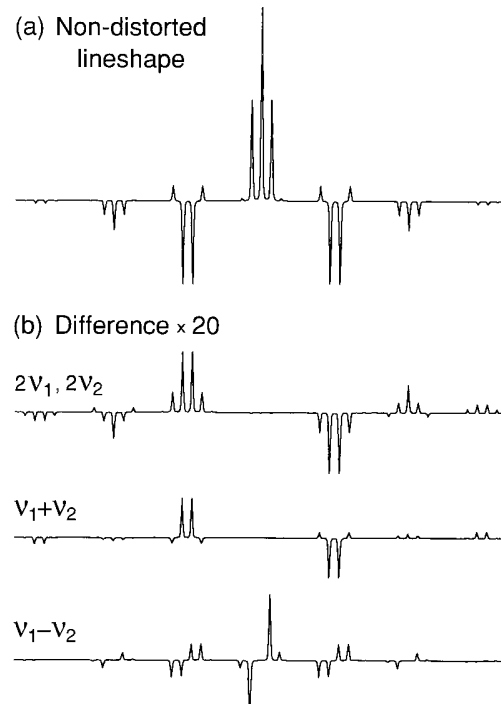 (a) Non-distorted
lineshape
(b) Difference × 20
2ν₁, 2ν₂
ν₁+ν₂
ν₁−ν₂